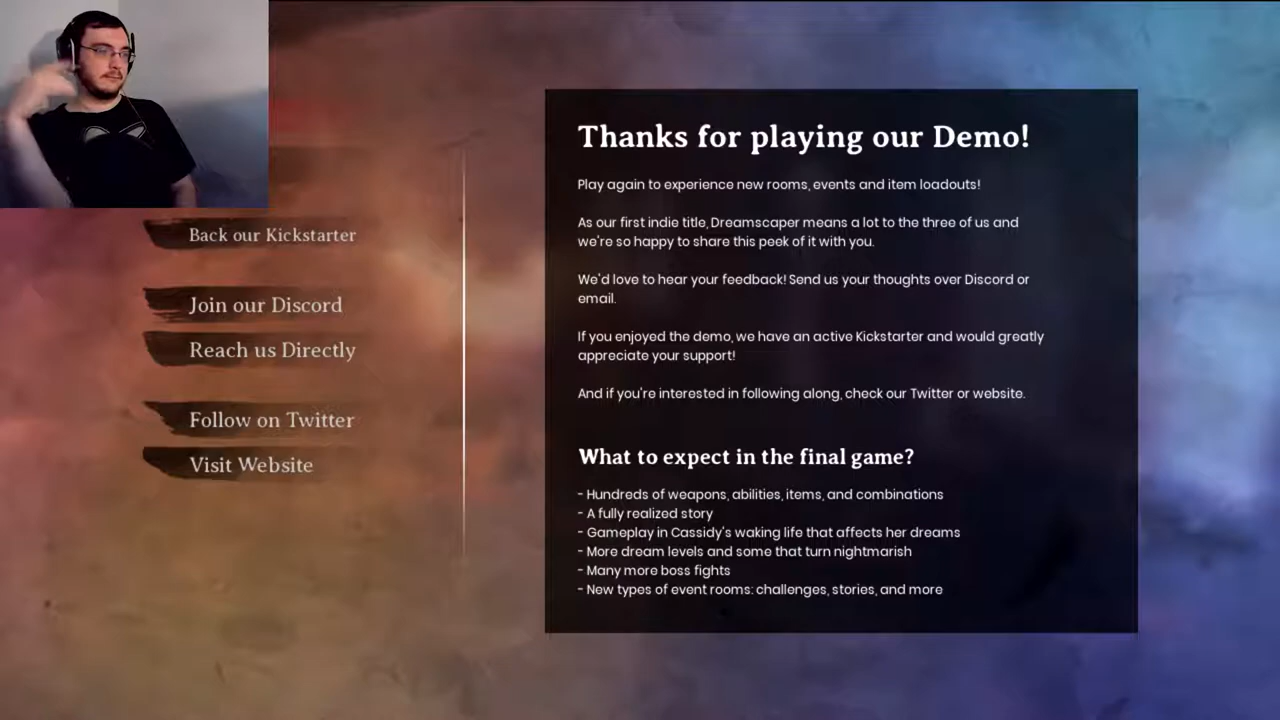 Back our Kickstarter
Join our Discord
Reach us Directly
Follow on Twitter
Visit Website
Thanks for playing our Demo!
Play again to experience new rooms, events and item loadouts!
As our first indie title, Dreamscaper means a lot to the three of us and
we're so happy to share this peek of it with you.
We'd love to hear your feedback! Send us your thoughts over Discord or
email.
If you enjoyed the demo, we have an active Kickstarter and would greatly
appreciate your support!
And if you're interested in following along, check our Twitter or website.
What to expect in the final game?
- Hundreds of weapons, abilities, items, and combinations
- A fully realized story
- Gameplay in Cassidy's waking life that affects her dreams
- More dream levels and some that turn nightmarish
- Many more boss fights
- New types of event rooms: challenges, stories, and more